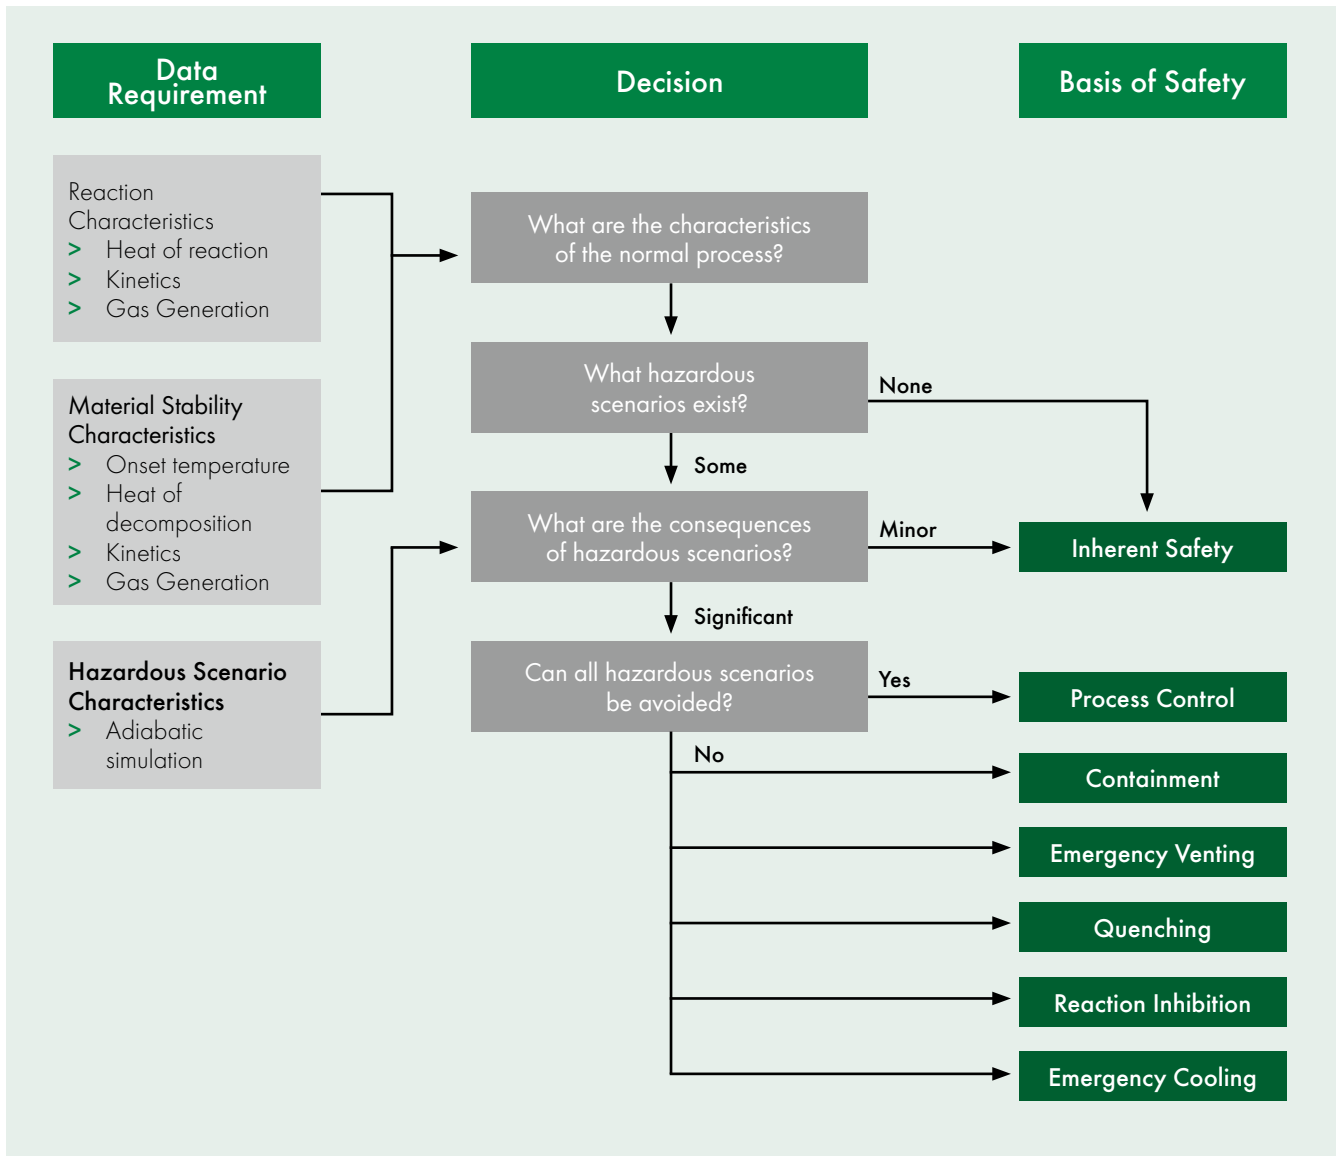 Data
Requirement
Decision
Basis of Safety
Reaction
Characteristics
> Heat of reaction
> Kinetics
> Gas Generation
Material Stability
Characteristics
> Onset temperature
> Heat of
decomposition
> Kinetics
> Gas Generation
Hazardous Scenario
Characteristics
> Adiabatic
simulation
What are the characteristics
of the normal process?
What hazardous
scenarios exist?
None
Some
What are the consequences
of hazardous scenarios?
Minor
Significant
Can all hazardous scenarios
be avoided?
Yes
No
Inherent Safety
Process Control
Containment
Emergency Venting
Quenching
Reaction Inhibition
Emergency Cooling